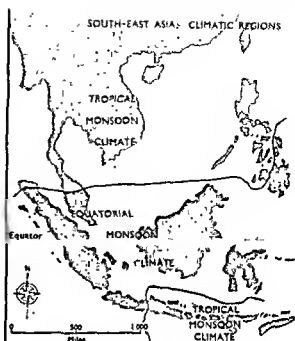 SOUTH-EAST ASIA: CLIMATIC REGIONS
TROPICAL
MONSOON
CLIMATE
EQUATORIAL
Equator
MONSOON
CLIMATE
N
TROPICAL
MONSOON
CLIMATE
0 500 1000
Miles